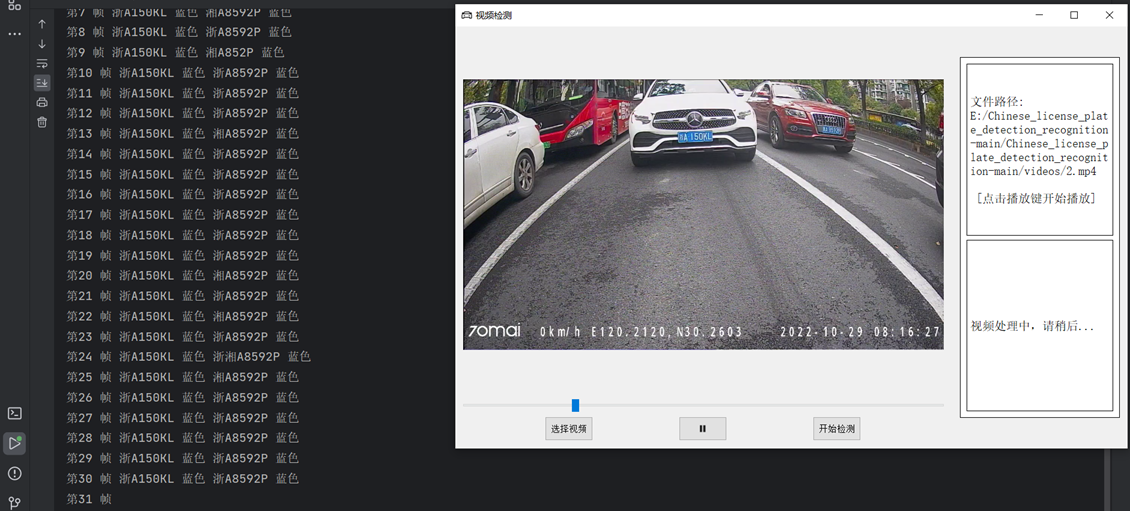 第7 帧 浙A150KL 蓝色 湘A8592P 蓝色
第8 帧 浙A150KL 蓝色 浙A8592P 蓝色
第9 帧 浙A150KL 蓝色 湘A852P 蓝色
第10 帧 浙A150KL 蓝色 浙A8592P 蓝色
第11 帧 浙A150KL 蓝色 浙A8592P 蓝色
第12 帧 浙A150KL 蓝色 浙A8592P 蓝色
第13 帧 浙A150KL 蓝色 湘A8592P 蓝色
第14 帧 浙A150KL 蓝色 浙A8592P 蓝色
第15 帧 浙A150KL 蓝色 浙A8592P 蓝色
第16 帧 浙A150KL 蓝色 浙A8592P 蓝色
第17 帧 浙A150KL 蓝色 浙A8592P 蓝色
第18 帧 浙A150KL 蓝色 浙A8592P 蓝色
第19 帧 浙A150KL 蓝色 浙A8592P 蓝色
第20 帧 浙A150KL 蓝色 湘A8592P 蓝色
第21 帧 浙A150KL 蓝色 浙A8592P 蓝色
第22 帧 浙A150KL 蓝色 湘A8592P 蓝色
第23 帧 浙A150KL 蓝色 浙A8592P 蓝色
第24 帧 浙A150KL 蓝色 浙湘A8592P 蓝色
第25 帧 浙A150KL 蓝色 湘A8592P 蓝色
第26 帧 浙A150KL 蓝色 浙A8592P 蓝色
第27 帧 浙A150KL 蓝色 浙A8592P 蓝色
第28 帧 浙A150KL 蓝色 浙A8592P 蓝色
第29 帧 浙A150KL 蓝色 浙A8592P 蓝色
第30 帧 浙A150KL 蓝色 浙A8592P 蓝色
第31 帧
视频检测
A 150KL
70mai 0km/h E120.2120,N30.2603 2022-10-29 08:16:27
选择视频
开始检测
文件路径:
E:/Chinese_license_plat
e_detection_recognition
-main/Chinese_license_p
late_detection_recognit
ion-main/videos/2.mp4
[点击播放键开始播放]
视频处理中，请稍后...